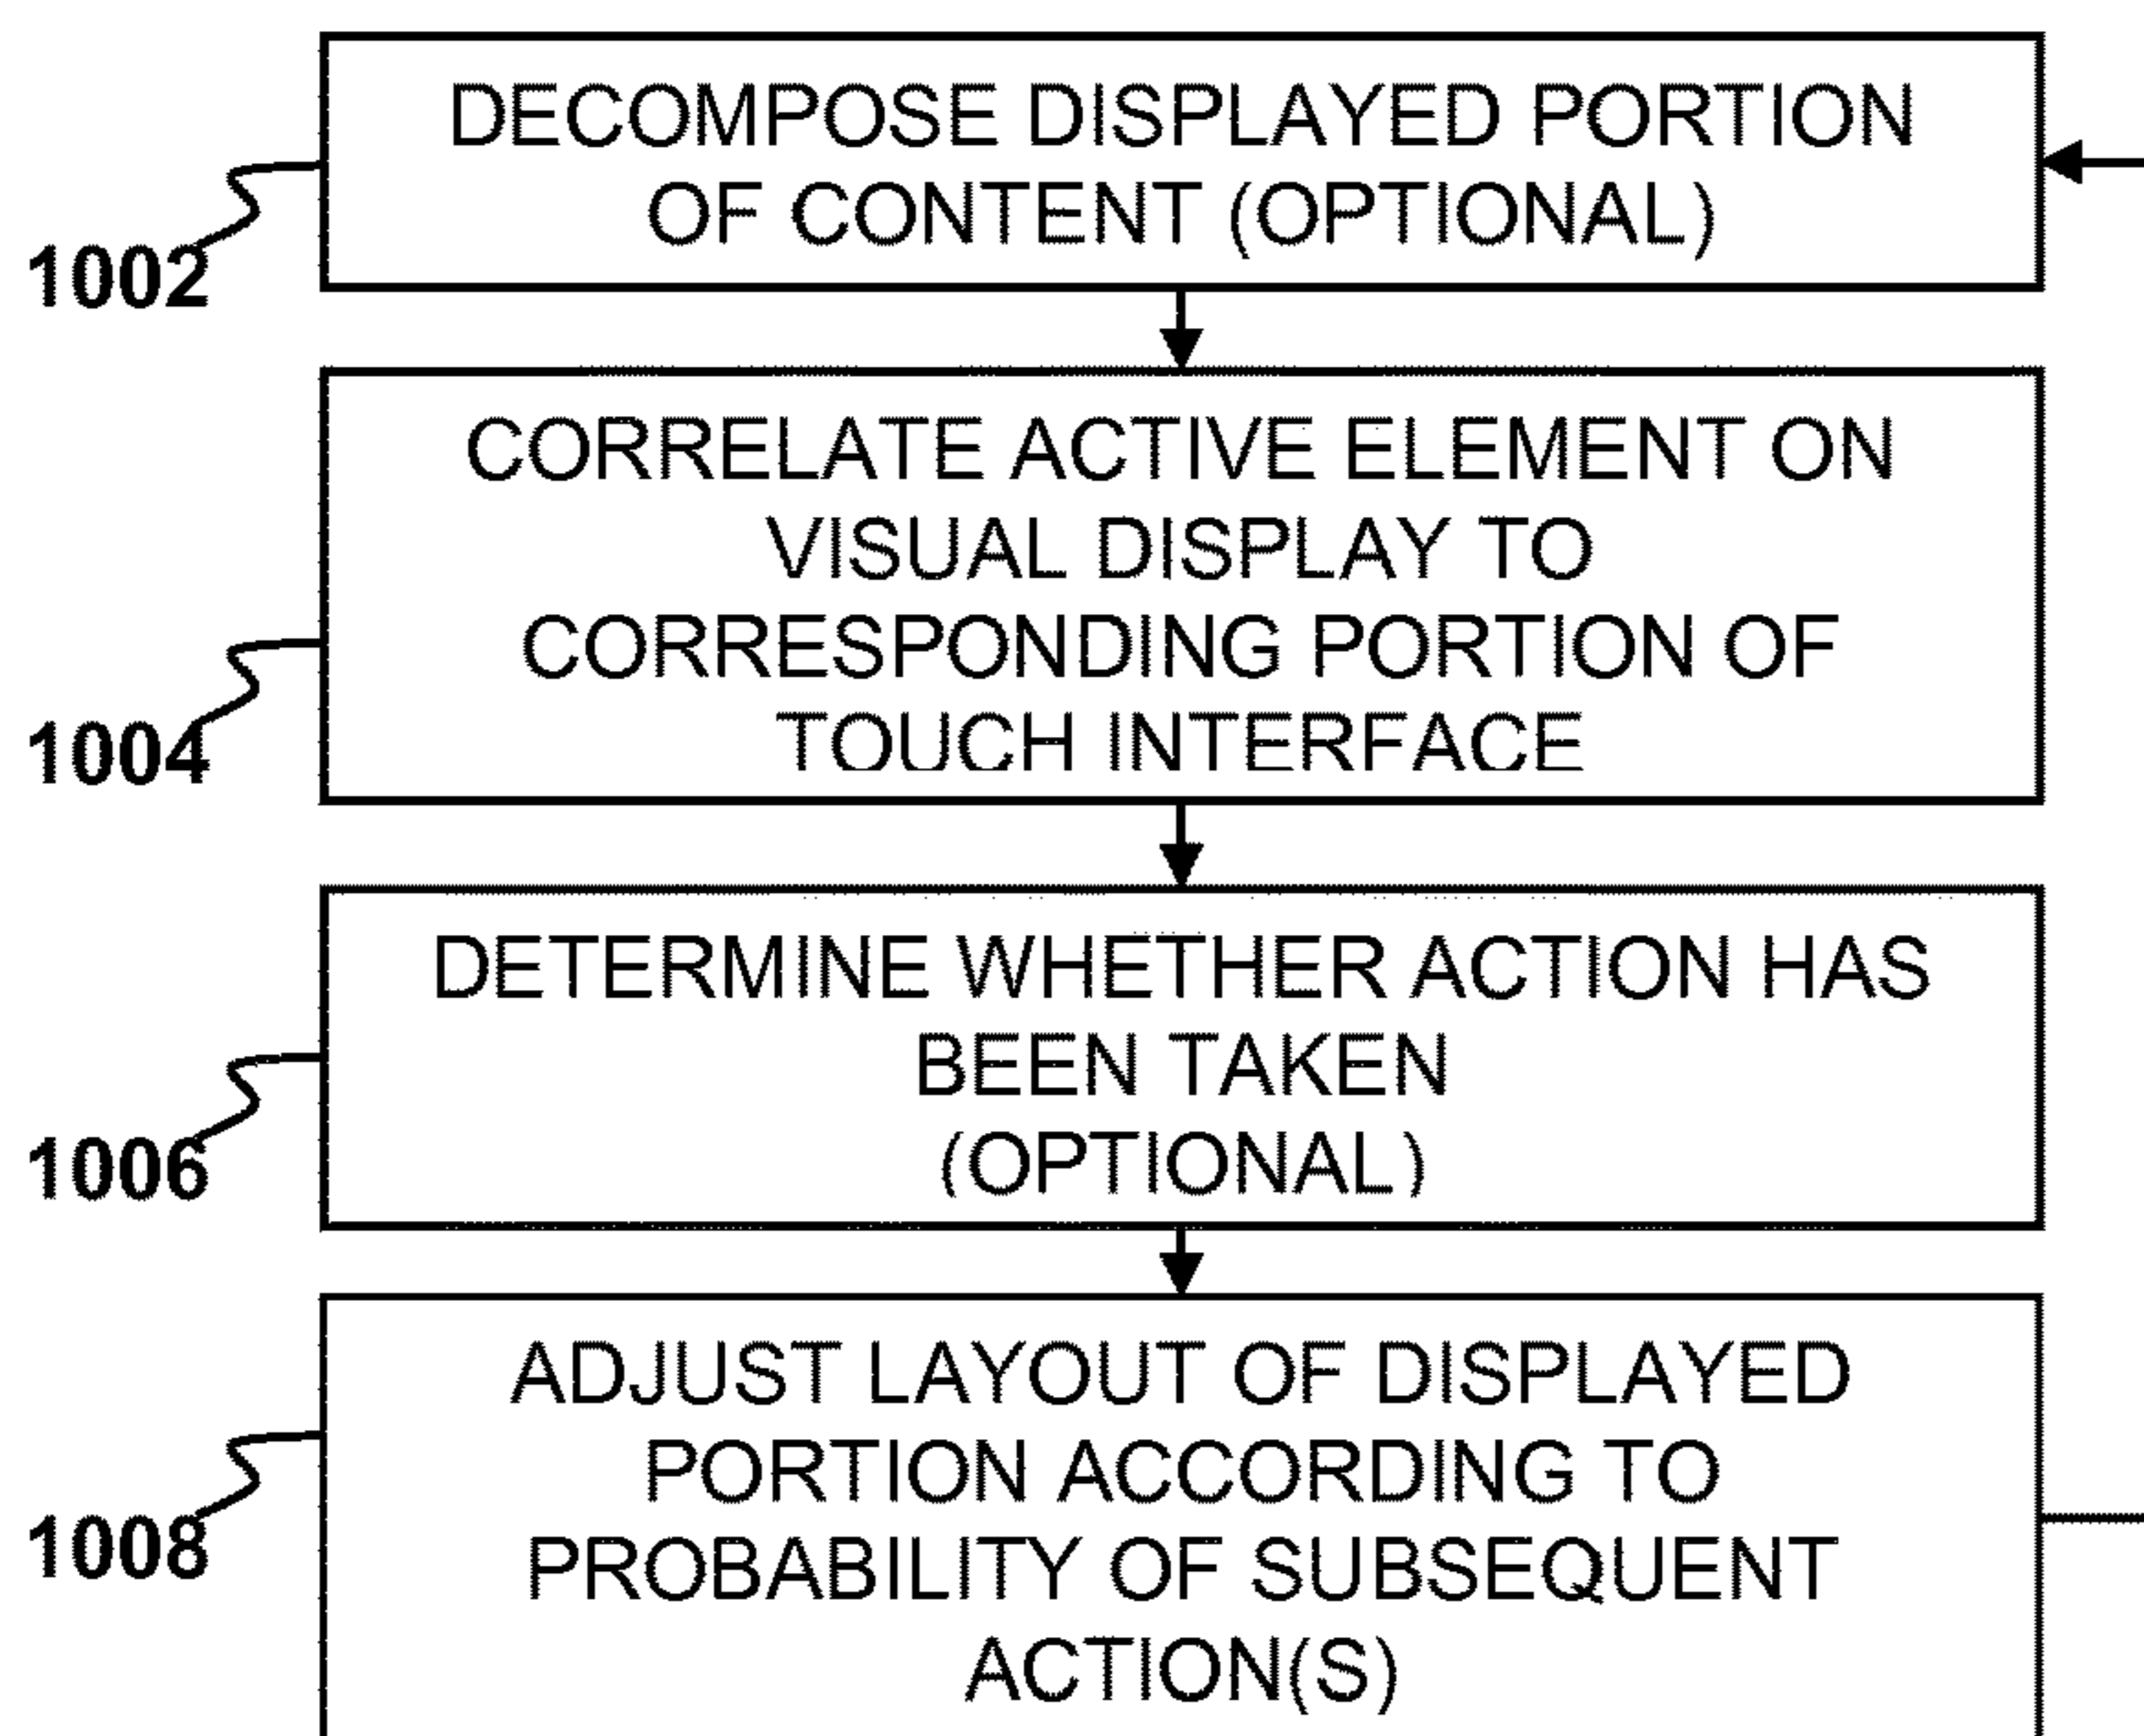 DECOMPOSE DISPLAYED PORTION
OF CONTENT (OPTIONAL)
1002
CORRELATE ACTIVE ELEMENT ON
VISUAL DISPLAY TO
CORRESPONDING PORTION OF
TOUCH INTERFACE
1004
DETERMINE WHETHER ACTION HAS
BEEN TAKEN
(OPTIONAL)
1006
ADJUST LAYOUT OF DISPLAYED
PORTION ACCORDING TO
PROBABILITY OF SUBSEQUENT
ACTION(S)
1008